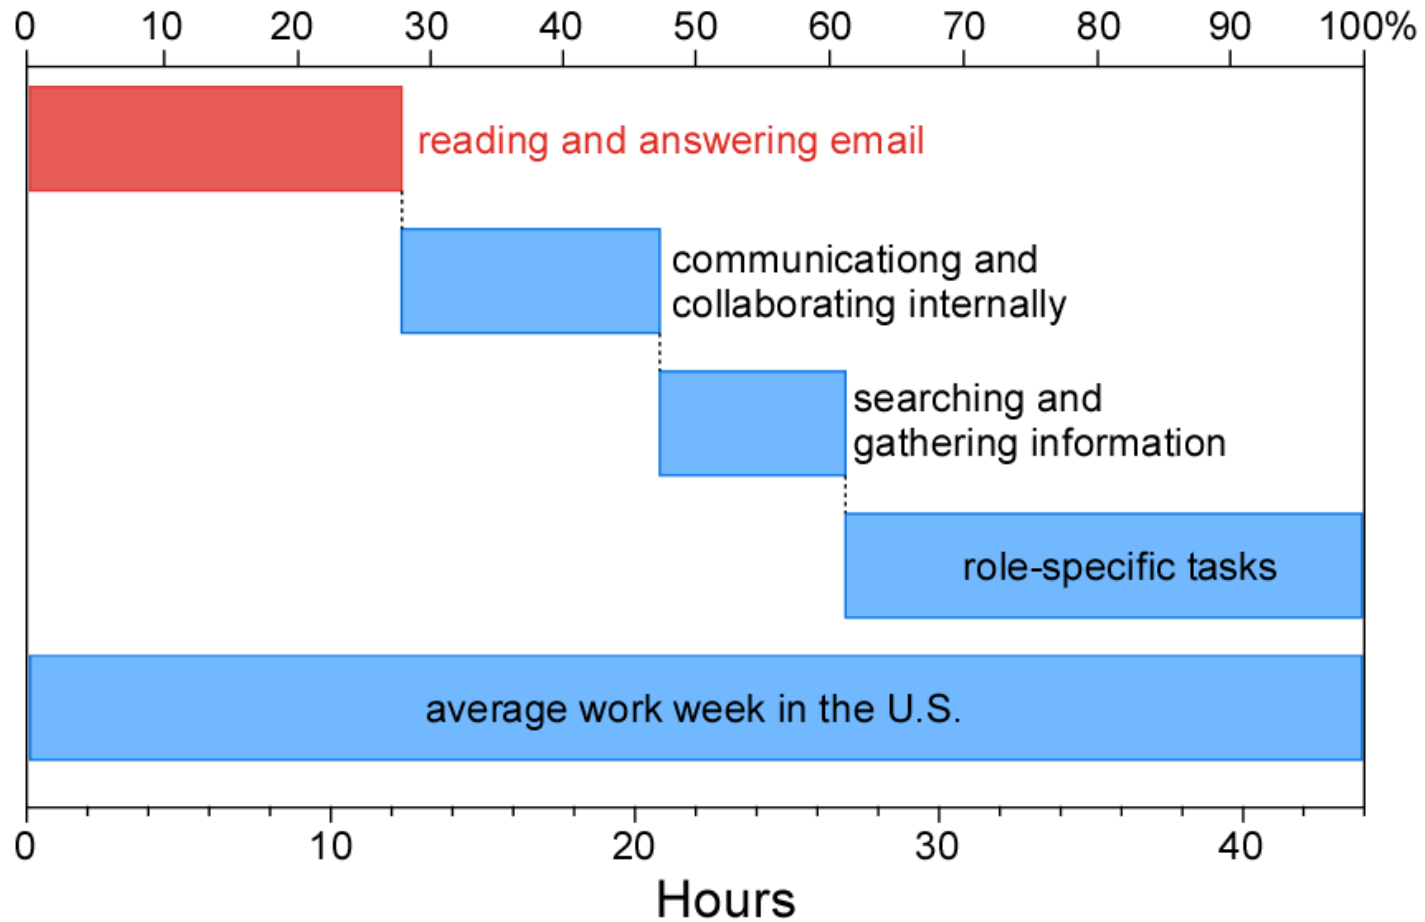 0 10 20 30 40 50 60 70 80 90 100%
reading and answering email
communicationg and
collaborating internally
searching and
gathering information
role-specific tasks
average work week in the U.S.
0 10 20 30 40
Hours